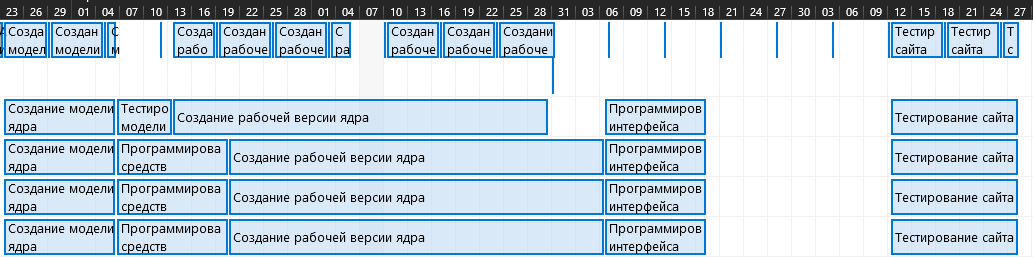 23 26 29 01 04 07 10 13 16 19 22 25 28 01 04 07 10 13 16 19 22 25 28 31 03 06 09 12 15 18 21 24 27 30 03 06 09 12 15 18 21 24 27
Созда Создан С Созда Создан Создан С Создан Создан Создани Тестир Тестир Т
модел модели м рабо рабоче рабоче ра рабоче рабоче рабоче сайта сайта с
Создание модели Тестиро Создание рабочей версии ядра Программиров Тестирование сайта
ядра модели интерфейса
Создание модели Программирова Создание рабочей версии ядра Программиров Тестирование сайта
ядра средств интерфейса
Создание модели Программирова Создание рабочей версии ядра Программиров Тестирование сайта
ядра средств интерфейса
Создание модели Программирова Создание рабочей версии ядра Программиров Тестирование сайта
ядра средств интерфейса